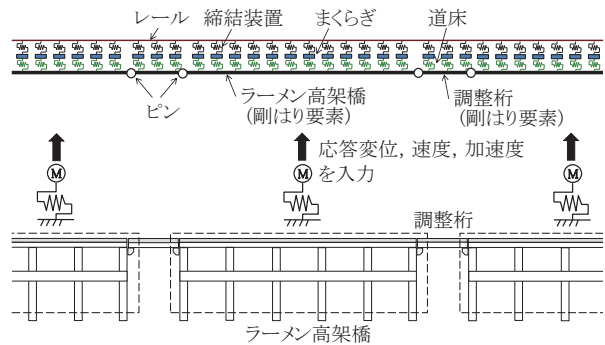 レール 締結装置 まくらぎ 道床
ピン ラーメン高架橋 調整桁
(剛はり要素) (剛はり要素)
応答変位，速度，加速度
M M を入力 M
調整桁
ラーメン高架橋